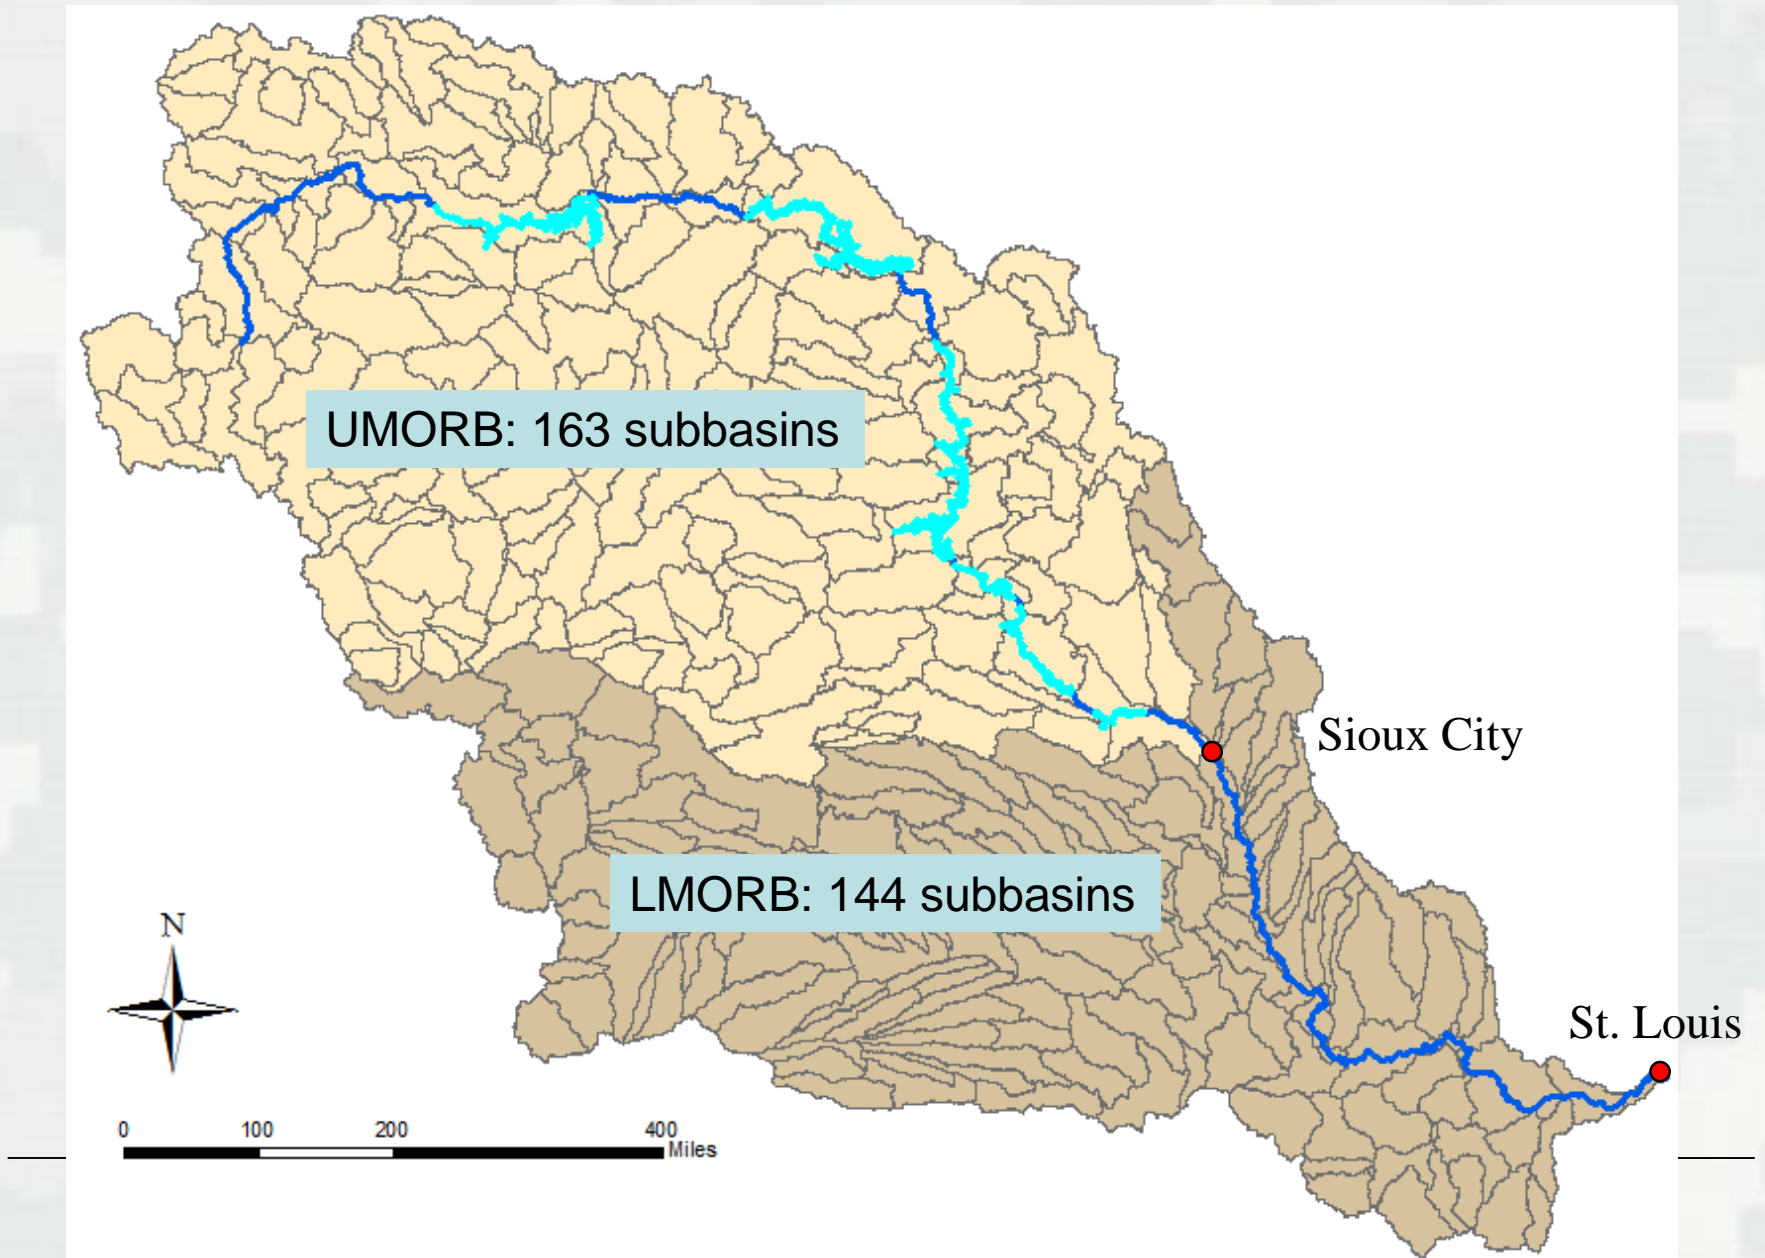 UMORB: 163 subbasins
Sioux City
LMORB: 144 subbasins
N
St. Louis
0 100 200 400
Miles